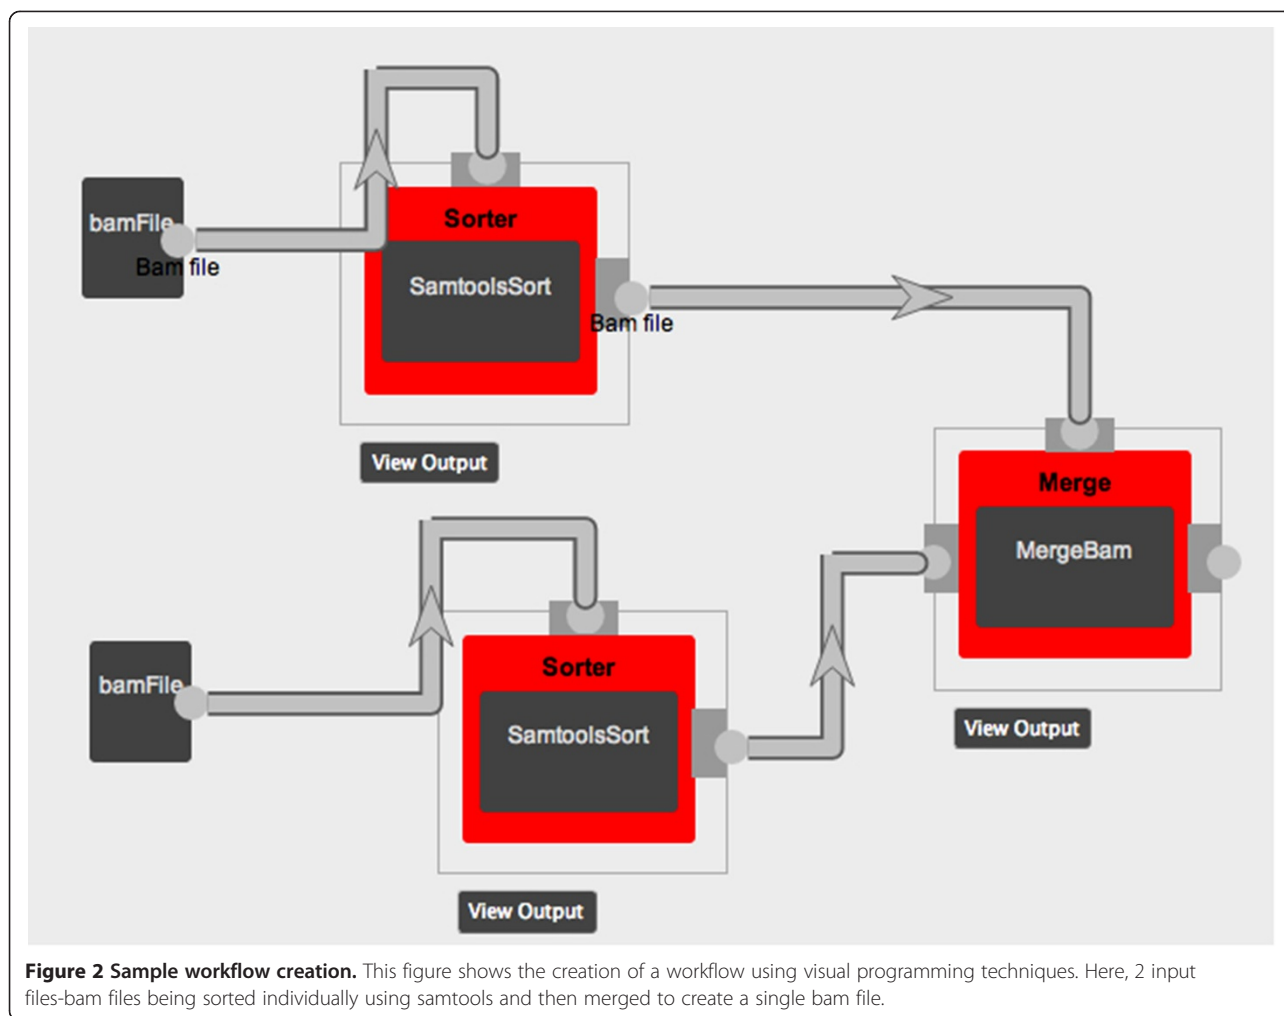 bamFile
Bam file
Sorter
SamtoolsSort
Bam file
View Output
Merge
MergeBam
View Output
bamFile
Sorter
SamtoolsSort
View Output
Figure 2 Sample workflow creation. This figure shows the creation of a workflow using visual programming techniques. Here, 2 input
files-bam files being sorted individually using samtools and then merged to create a single bam file.